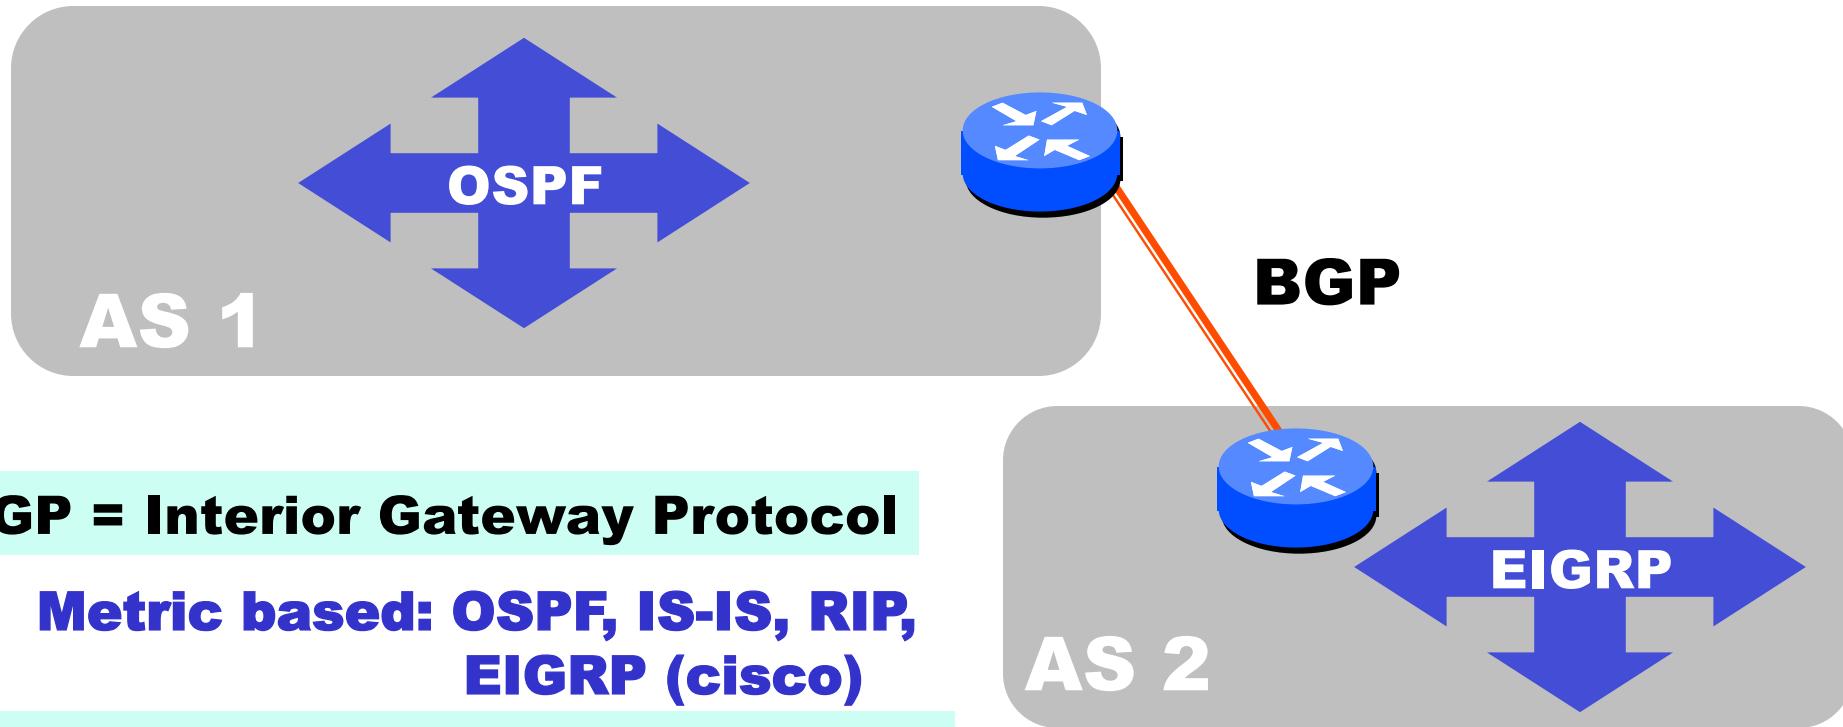 OSPF
AS 1
BGP
GP = Interior Gateway Protocol
Metric based: OSPF, IS-IS, RIP,
EIGRP (cisco)
EIGRP
AS 2